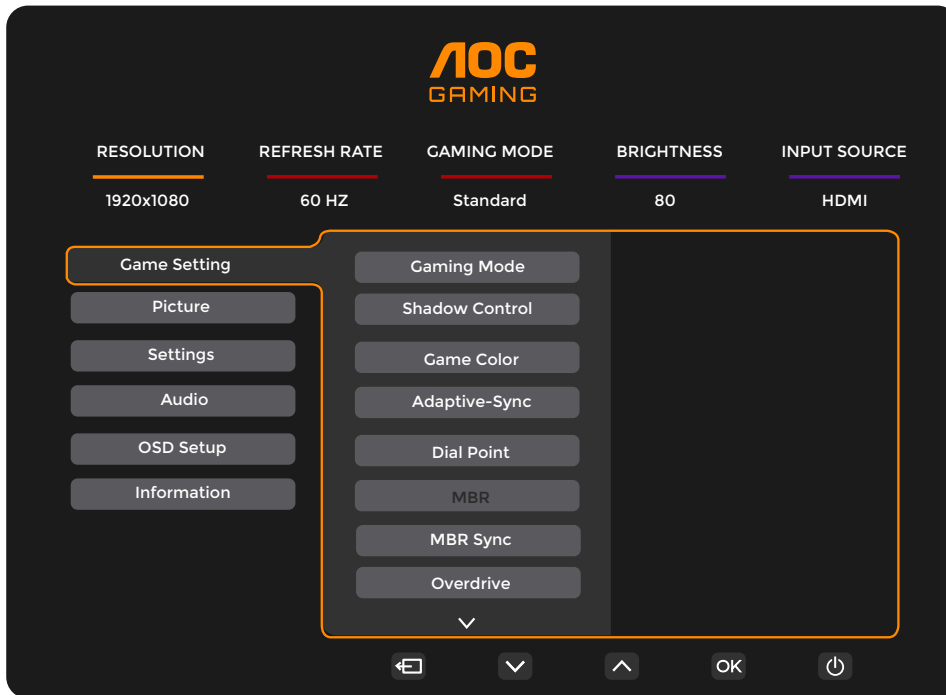 AOC
GAMING
RESOLUTION REFRESH RATE GAMING MODE BRIGHTNESS INPUT SOURCE
1920x1080 60 HZ Standard 80 HDMI
Game Setting
Gaming Mode
Picture
Shadow Control
Settings
Game Color
Audio
Adaptive-Sync
OSD Setup
Dial Point
Information
MBR
MBR Sync
Overdrive
OK